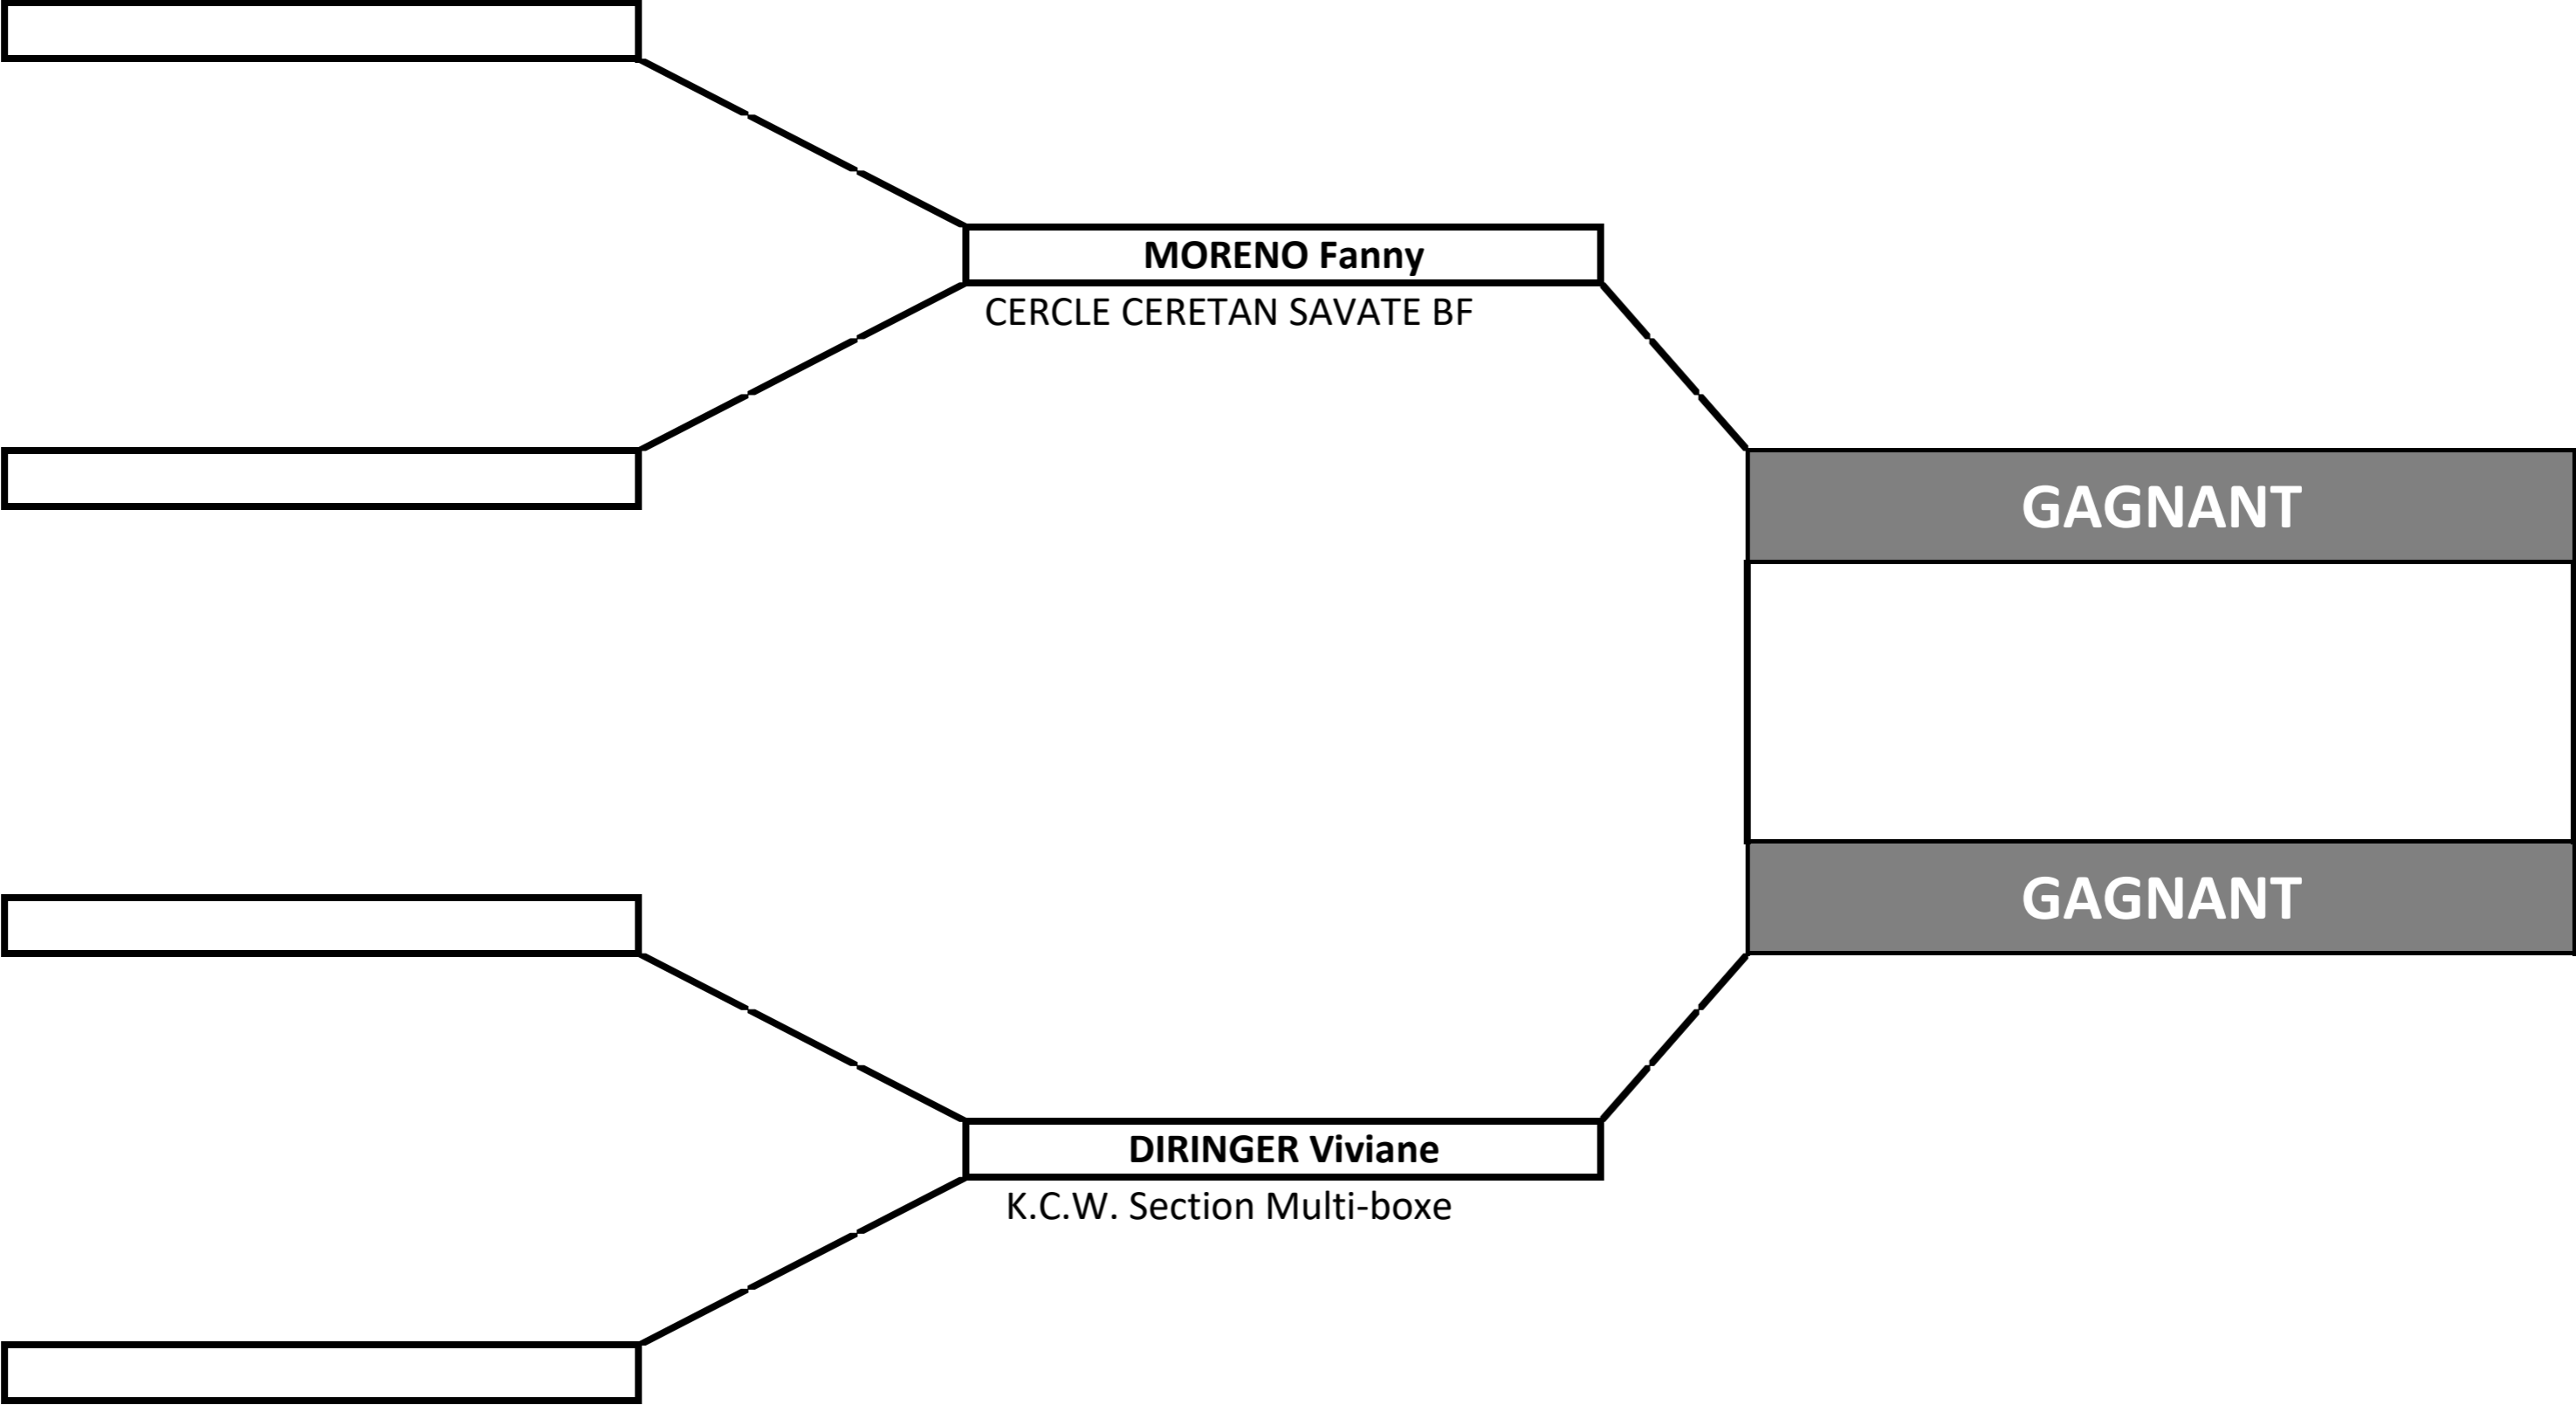 MORENO Fanny
CERCLE CERETAN SAVATE BF
GAGNANT
GAGNANT
DIRINGER Viviane
K.C.W. Section Multi-boxe